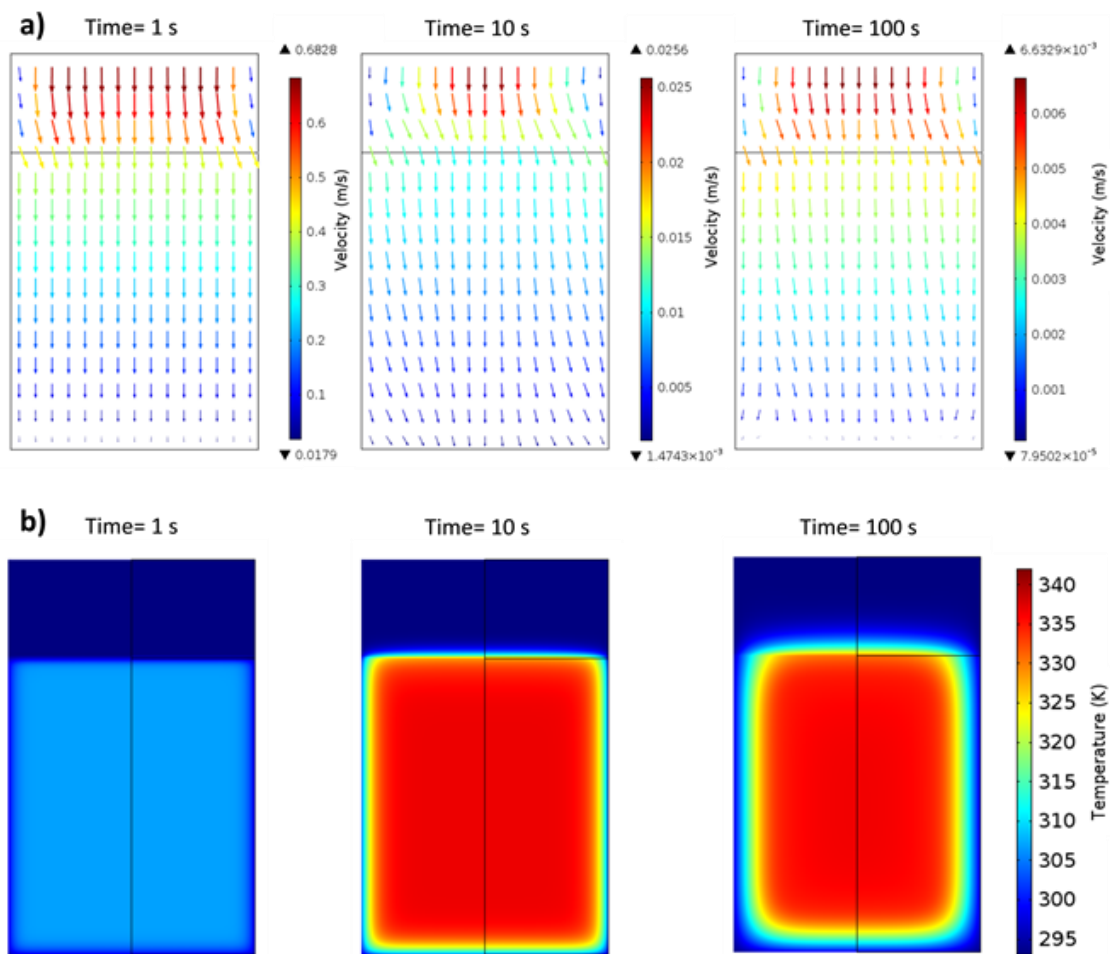 a)
Time= 1 s
Time= 10 s
Time= 100 s
▲ 0.6828
0.6
0.5
0.4
0.3
0.2
0.1
▼ 0.0179
Velocity (m/s)
▲ 0.0256
0.025
0.02
0.015
0.01
0.005
▼ 1.4743×10⁻³
Velocity (m/s)
▲ 6.6329×10⁻³
0.006
0.005
0.004
0.003
0.002
0.001
▼ 7.9502×10⁻⁵
Velocity (m/s)
b)
Time= 1 s
Time= 10 s
Time= 100 s
340
335
330
325
320
315
310
305
300
295
Temperature (K)